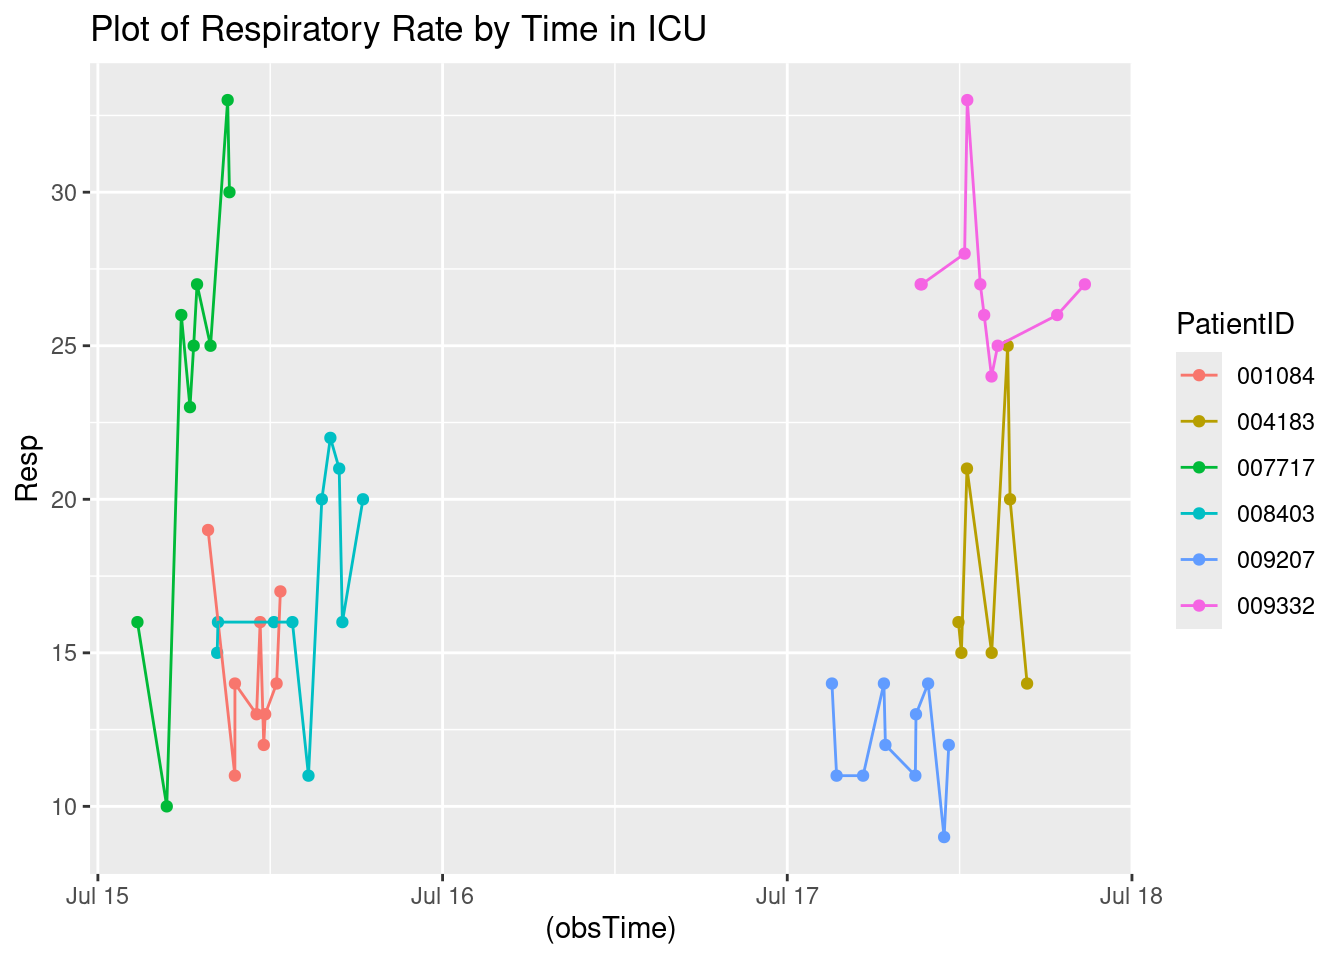 Plot of Respiratory Rate by Time in ICU
30
25
20
15
10
Resp
Jul 15
Jul 16
Jul 17
Jul 18
(obsTime)
PatientID
001084
004183
007717
008403
009207
009332